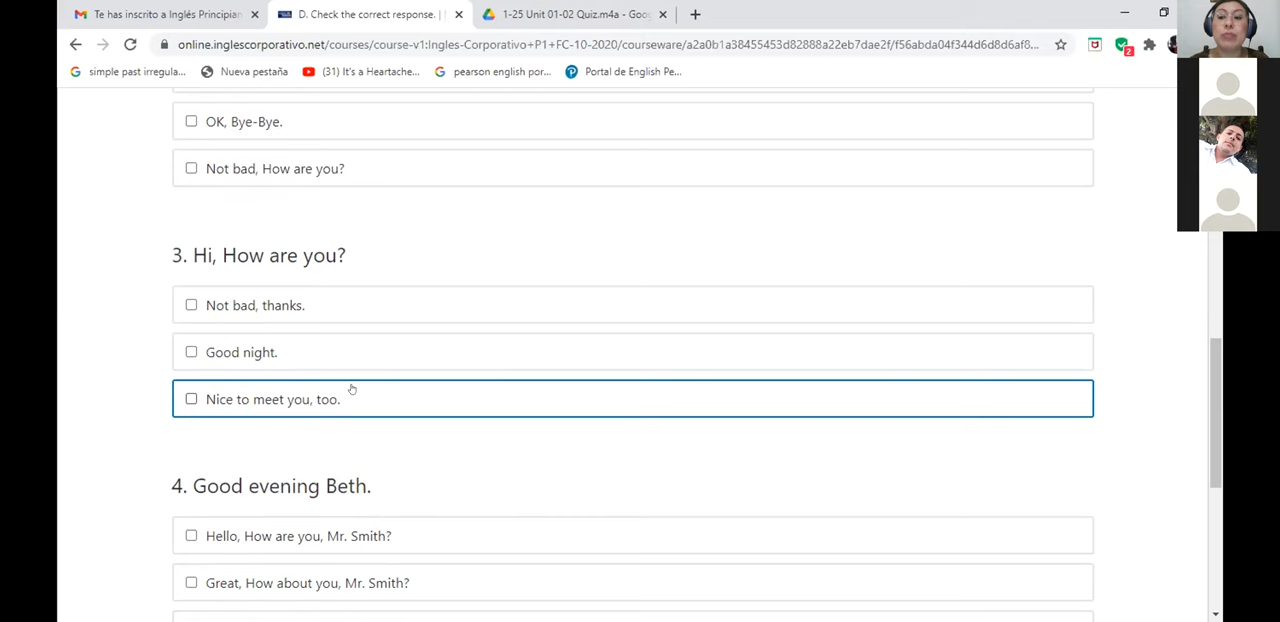 Te has inscrito a Inglés Principian
D. Check the correct response. |
1-25 Unit 01-02 Quiz.m4a - Goo
online.inglescorporativo.net/courses/course-v1:Ingles-Corporativo+P1+FC-10-2020/courseware/a2a0b1a38455453d82888a22eb7dae2f/f56abda04f344d6d8d6af8...
2
simple past irregula...
Nueva pestaña
(31) It's a Heartache...
pearson english por...
Portal de English Pe...
OK, Bye-Bye.
Not bad, How are you?
3. Hi, How are you?
Not bad, thanks.
Good night.
Nice to meet you, too.
4. Good evening Beth.
Hello, How are you, Mr. Smith?
Great, How about you, Mr. Smith?